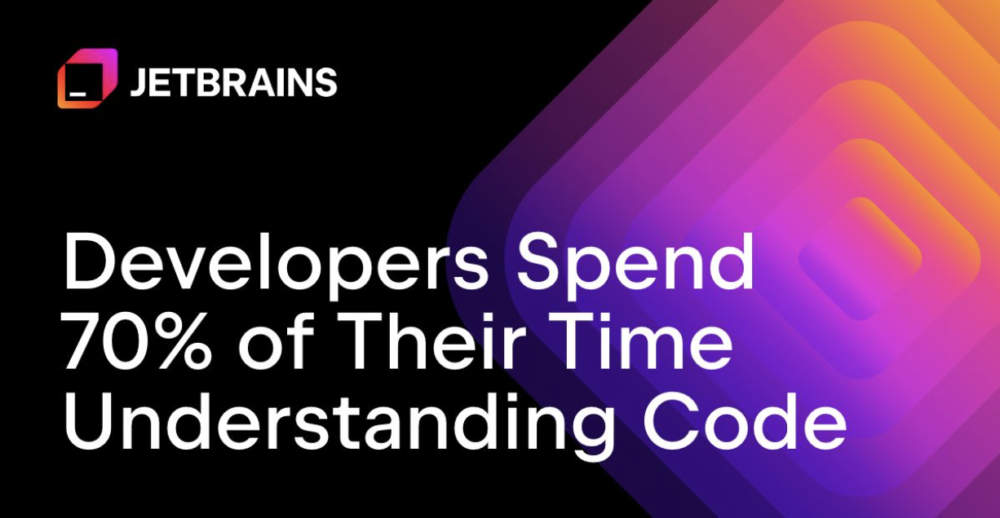 JETBRAINS
Developers Spend
70% of Their Time
Understanding Code